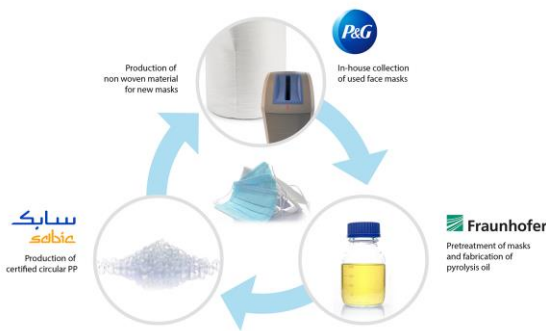 P&G
Production of
non woven material
for new masks
In-house collection
of used face masks
سابك
sabic
Production of
certified circular PP
Fraunhofer
Pretreatment of masks
and fabrication of
pyrolysis oil